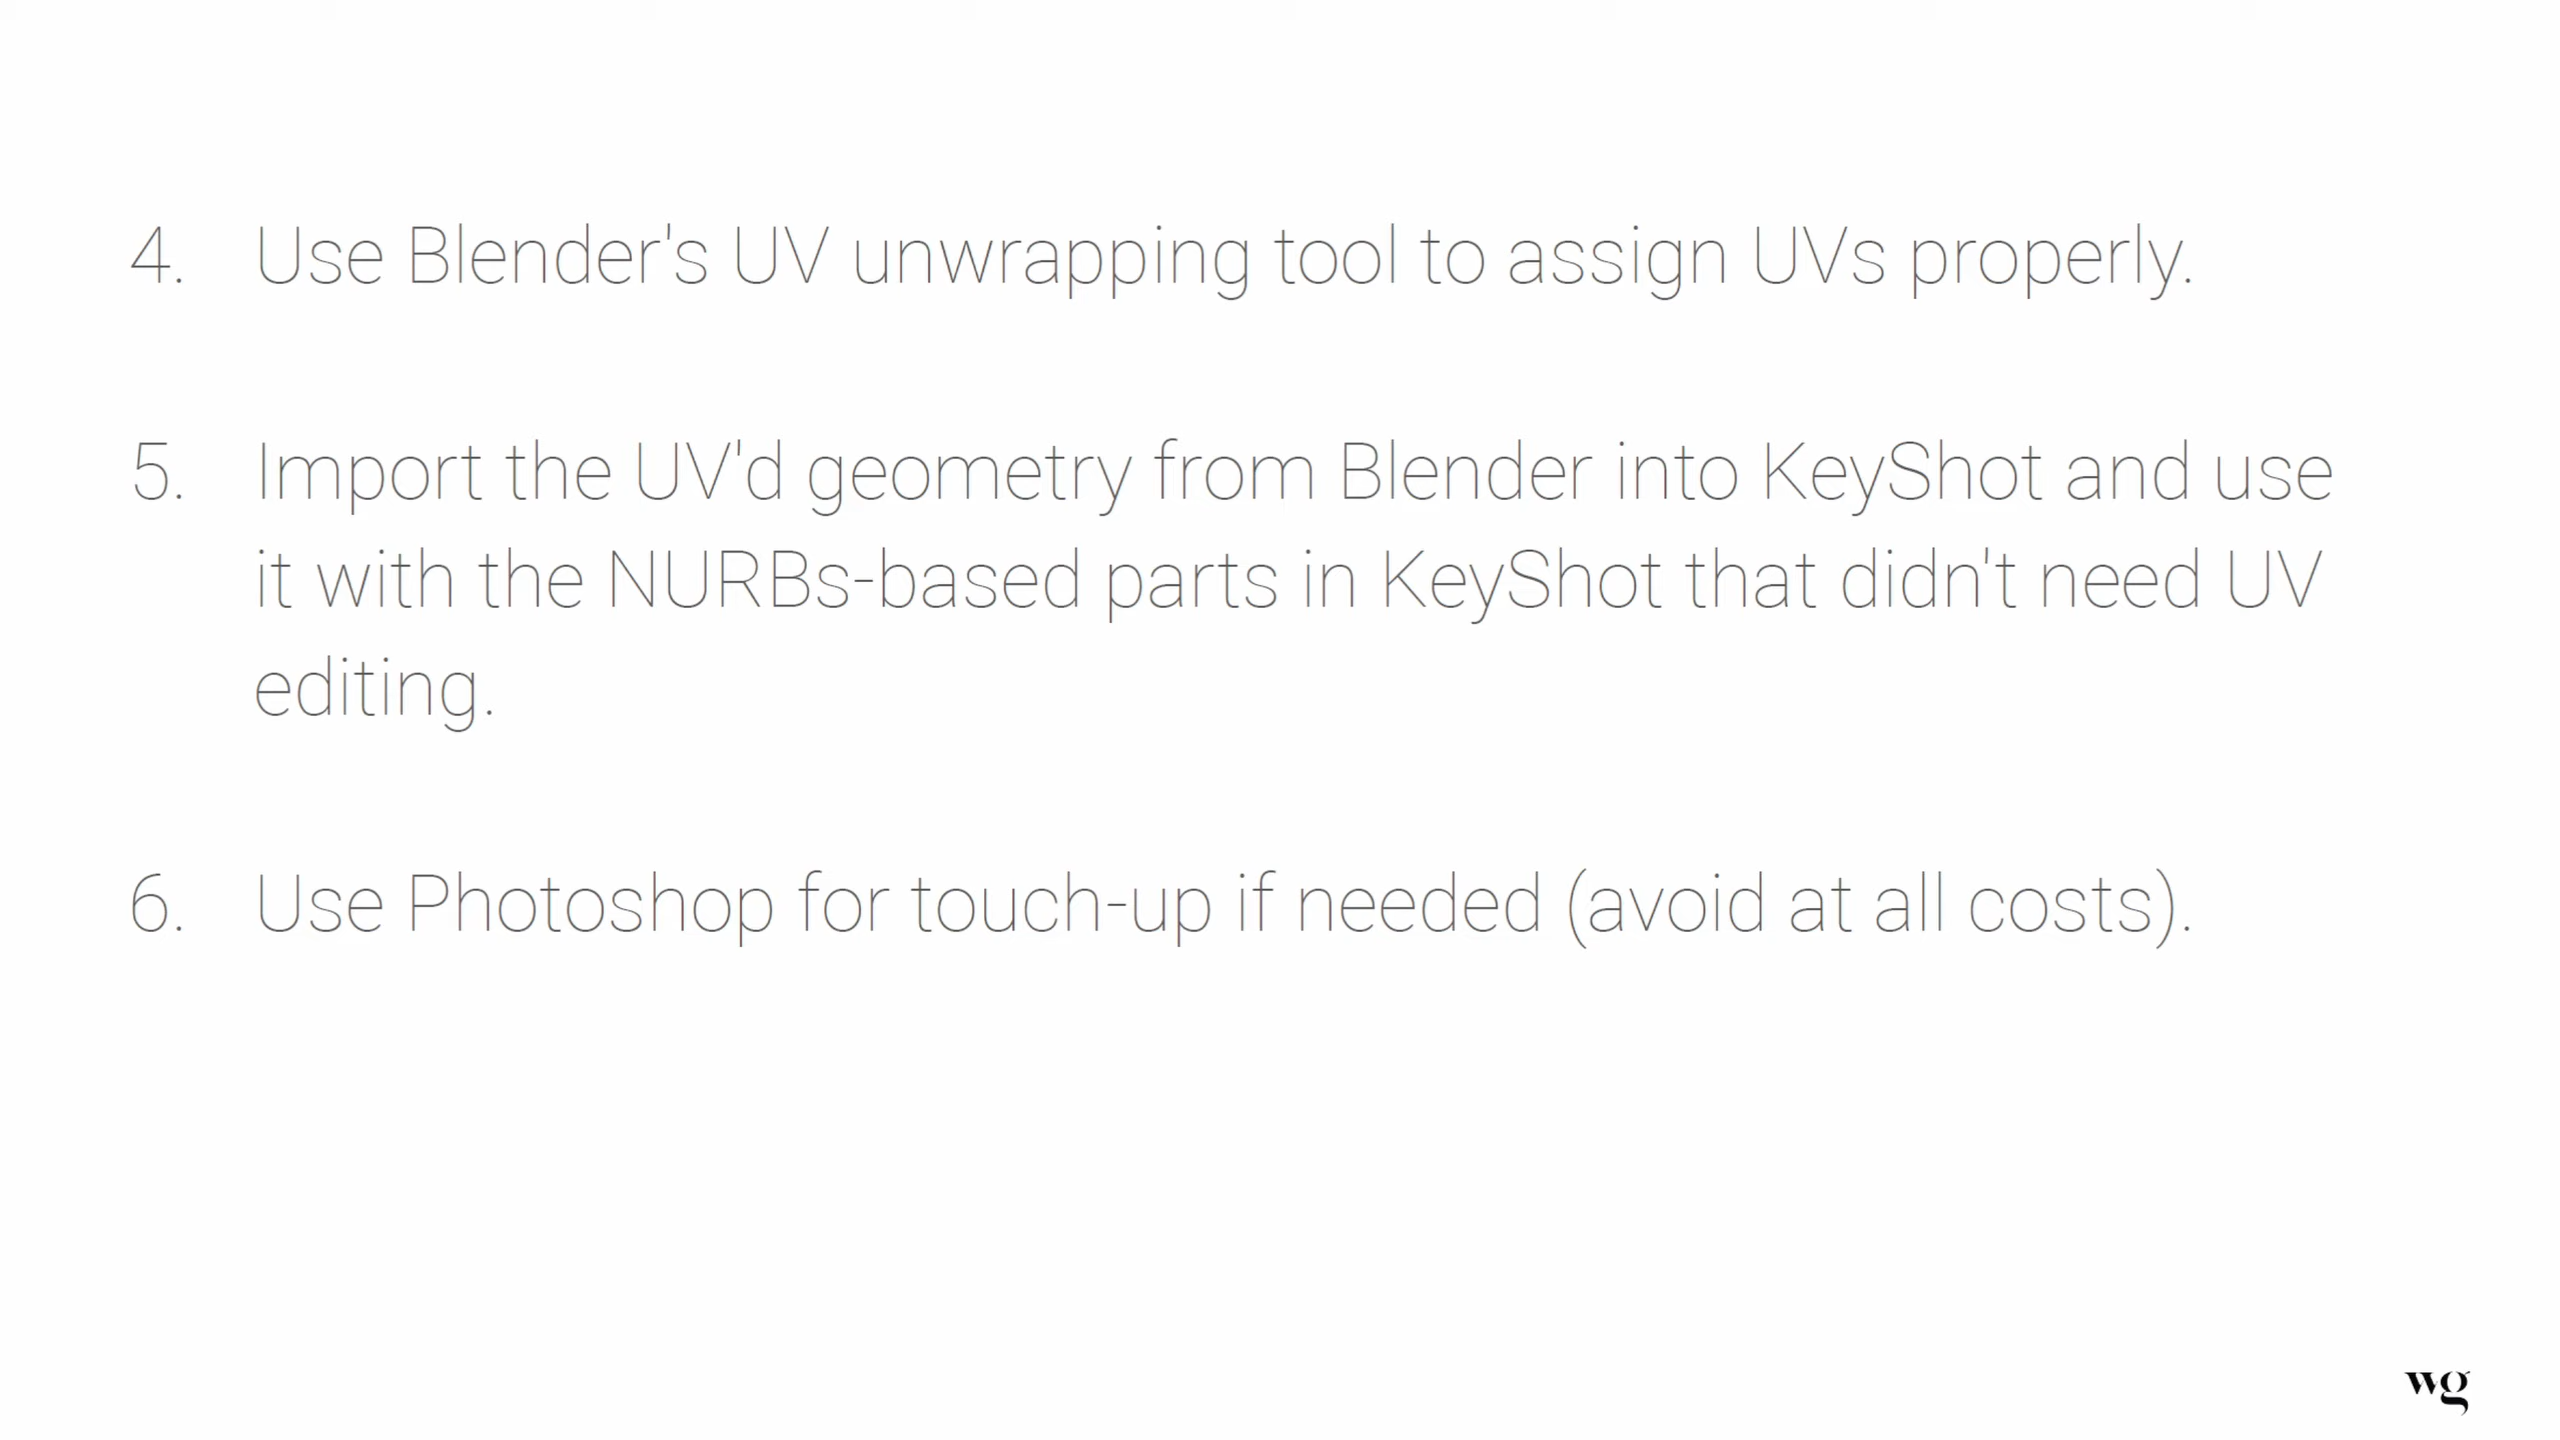 4. Use Blender's UV unwrapping tool to assign UVs properly.
5. Import the UV'd geometry from Blender into KeyShot and use
it with the NURBs-based parts in KeyShot that didn't need UV
editing.
6. Use Photoshop for touch-up if needed (avoid at all costs).
wg